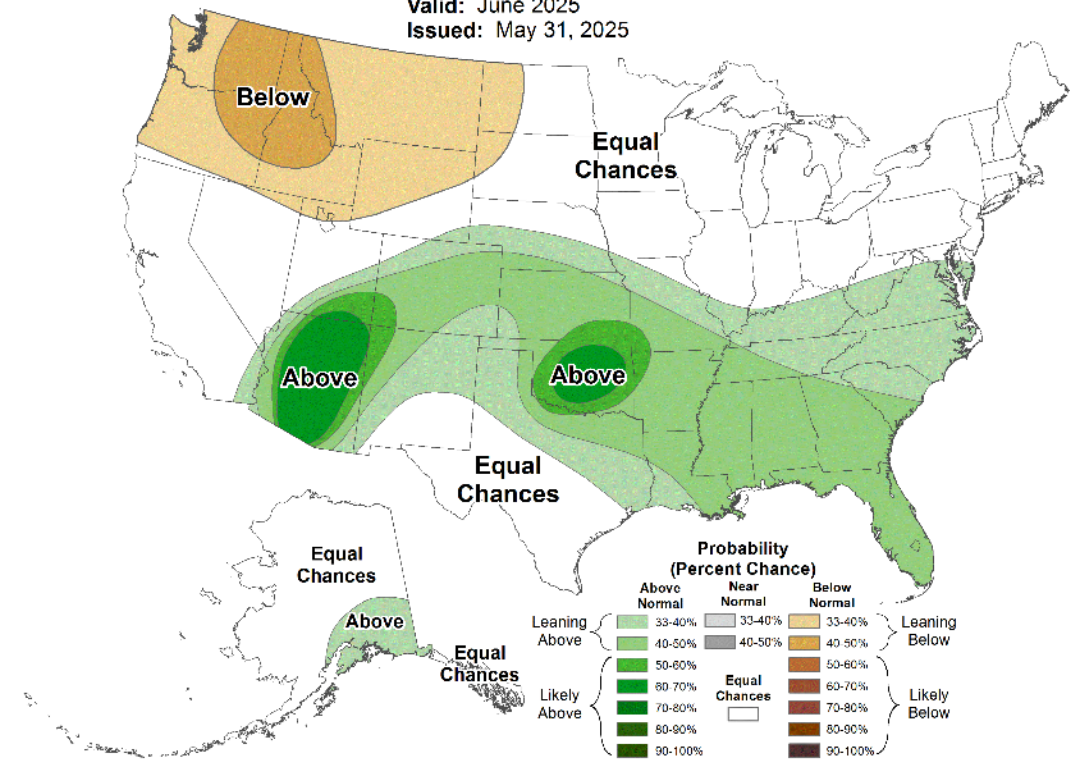 Valid: June 2025
Issued: May 31, 2025
Below
Equal
Chances
Above
Above
Equal
Chances
Equal
Chances
Above
Equal
Chances
Probability
(Percent Chance)
Above
Normal
Near
Normal
Below
Normal
Leaning
Above
33-40%
33-40%
33-40%
Leaning
Below
40-50%
40-50%
40-50%
Likely
Above
50-60%
50-60%
Likely
Below
60-70%
Equal
Chances
60-70%
70-80%
70-80%
80-90%
80-90%
90-100%
90-100%